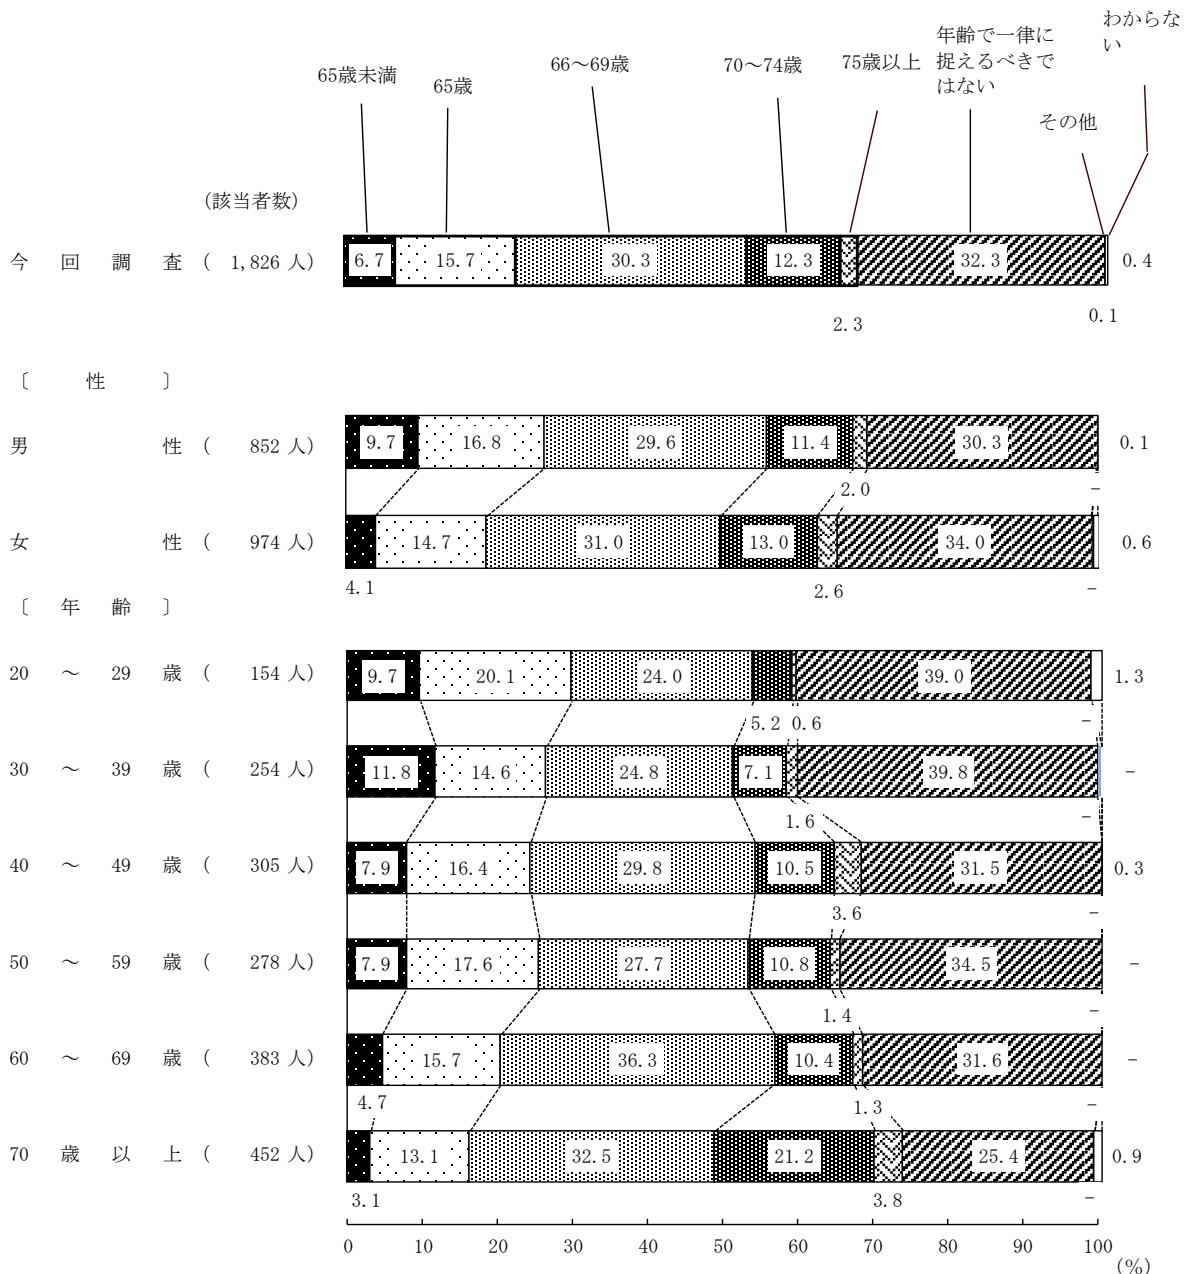 わからな
い
年齢で一律に
捉えるべきで
はない
65歳未満
65歳
66～69歳
70～74歳
75歳以上
その他
(該当者数)
今回調査 ( 1,826 人) 6.7 15.7 30.3 12.3 32.3 0.4
2.3 0.1
〔 性 〕
男性 ( 852 人) 9.7 16.8 29.6 11.4 30.3 0.1
2.0 －
女性 ( 974 人) 14.7 31.0 13.0 34.0 0.6
4.1 2.6 －
〔 年齢 〕
20 ～ 29 歳 ( 154 人) 9.7 20.1 24.0 39.0 1.3
5.2 0.6 －
30 ～ 39 歳 ( 254 人) 11.8 14.6 24.8 7.1 39.8 －
1.6 －
40 ～ 49 歳 ( 305 人) 7.9 16.4 29.8 10.5 31.5 0.3
3.6 －
50 ～ 59 歳 ( 278 人) 7.9 17.6 27.7 10.8 34.5 －
1.4 －
60 ～ 69 歳 ( 383 人) 15.7 36.3 10.4 31.6 －
4.7 1.3 －
70 歳以上 ( 452 人) 13.1 32.5 21.2 25.4 0.9
3.1 3.8 －
0 10 20 30 40 50 60 70 80 90 100
(%)